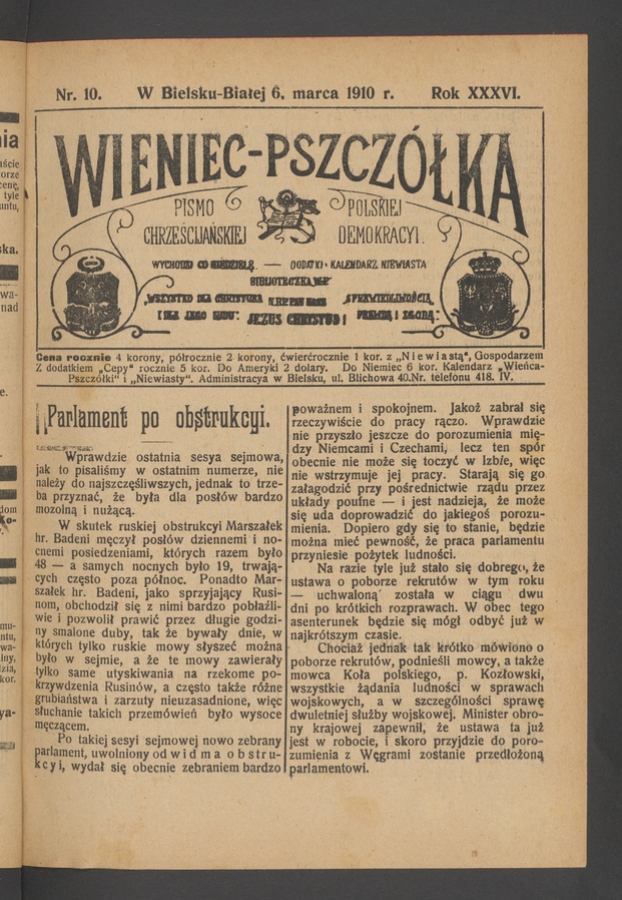 Nr. 10. W Bielsku-Białej 6. marca 1910 r. Rok XXXVI.
WIENIEC-PSZCZÓŁKA
PISMO POLSKIEJ
CHRZEŚCIJAŃSKIEJ DEMOKRACYI.
WYCHODZI CO NIEDZIELĘ. — DODATKI: KALENDARZ NIEWIASTA
WSZYSTKO DLA CHRYSTUSA
SPRAWIEDLIWOŚCIĄ
JEZUS CHRYSTUS!
PRAWDĄ I ZGODĄ:
Cena rocznie 4 korony, półrocznie 2 korony, ćwierćrocznie 1 kor. z „Niewiastą", Gospodarzem
Z dodatkiem „Cepy" rocznie 5 kor. Do Ameryki 2 dolary. Do Niemiec 6 kor. Kalendarz „Wieńca-
Pszczółki" i „Niewiasty". Administracya w Bielsku, ul. Blichowa 40. Nr. telefonu 418. IV.
Parlament po obstrukcyi.
Wprawdzie ostatnia sesya sejmowa,
jak to pisaliśmy w ostatnim numerze, nie
należy do najszczęśliwszych, jednak to trze-
ba przyznać, że była dla posłów bardzo
mozolną i nużącą.
W skutek ruskiej obstrukcyi Marszałek
hr. Badeni męczył posłów dziennemi i no-
cnemi posiedzeniami, których razem było
48 — a samych nocnych było 19, trwają-
cych często poza północ. Ponadto Mar-
szałek hr. Badeni, jako sprzyjający Rusi-
nom, obchodził się z nimi bardzo pobłażli-
wie i pozwolił prawić przez długie godzi-
ny smalone duby, tak że bywały dnie, w
których tylko ruskie mowy słyszeć można
było w sejmie, a że te mowy zawierały
tylko same utyskiwania na rzekome po-
krzywdzenia Rusinów, a często także różne
grubiaństwa i zarzuty nieuzasadnione, więc
słuchanie takich przemówień było wysoce
męczącem.
Po takiej sesyi sejmowej nowo zebrany
parlament, uwolniony od widma obstru-
kcyi, wydał się obecnie zebraniem bardzo
poważnem i spokojnem. Jakoż zabrał się
rzeczywiście do pracy rączo. Wprawdzie
nie przyszło jeszcze do porozumienia mię-
dzy Niemcami i Czechami, lecz ten spór
obecnie nie może się toczyć w Izbie, więc
nie wstrzymuje jej pracy. Starają się go
załagodzić przy pośrednictwie rządu przez
układy poufne — i jest nadzieja, że może
się uda doprowadzić do jakiegoś porozu-
mienia. Dopiero gdy się to stanie, będzie
można mieć pewność, że praca parlamentu
przyniesie pożytek ludności.
Na razie tyle już stało się dobrego, że
ustawa o poborze rekrutów w tym roku
— uchwaloną została w ciągu dwu
dni po krótkich rozprawach. W obec tego
asenterunek będzie się mógł odbyć już w
najkrótszym czasie.
Chociaż jednak tak krótko mówiono o
poborze rekrutów, podnieśli mowcy, a także
mowca Koła polskiego, p. Kozłowski,
wszystkie żądania ludności w sprawach
wojskowych, a w szczególności sprawę
dwuletniej służby wojskowej. Minister obro-
ny krajowej zapewnił, że ustawa ta już
jest w robocie, i skoro przyjdzie do poro-
zumienia z Węgrami zostanie przedłożoną
parlamentowi.